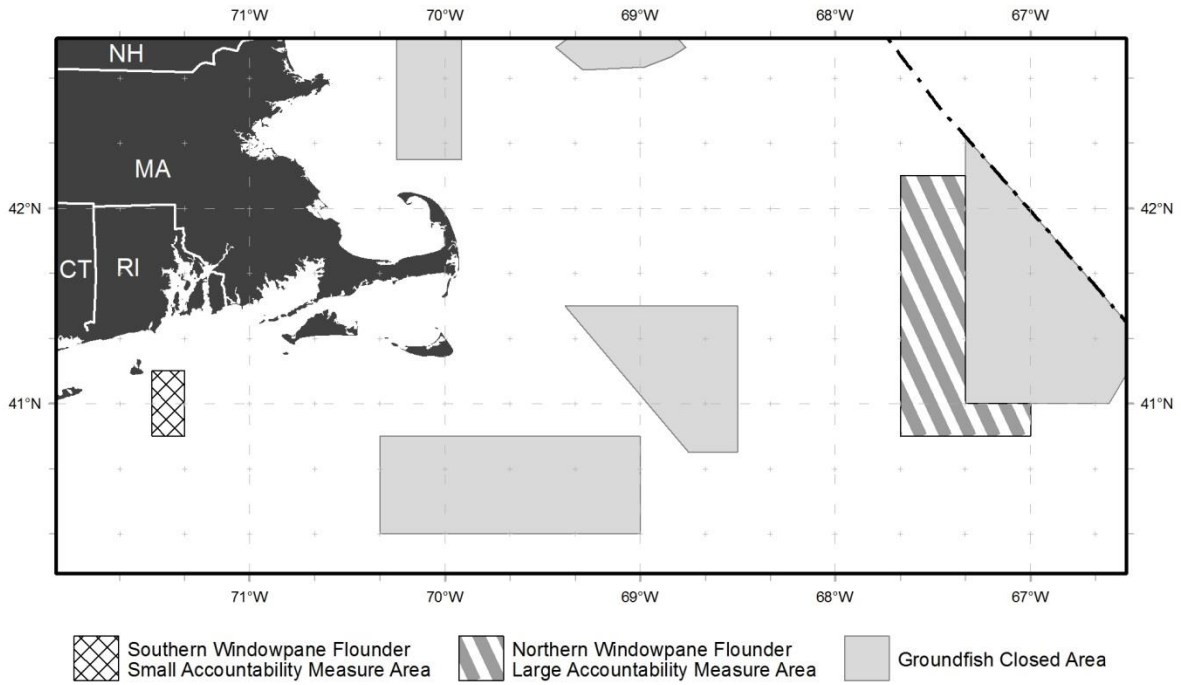 71°W 70°W 69°W 68°W 67°W
NH
MA
42°N 42°N
CT RI
41°N 41°N
71°W 70°W 69°W 68°W 67°W
Southern Windowpane Flounder
Small Accountability Measure Area
Northern Windowpane Flounder
Large Accountability Measure Area
Groundfish Closed Area